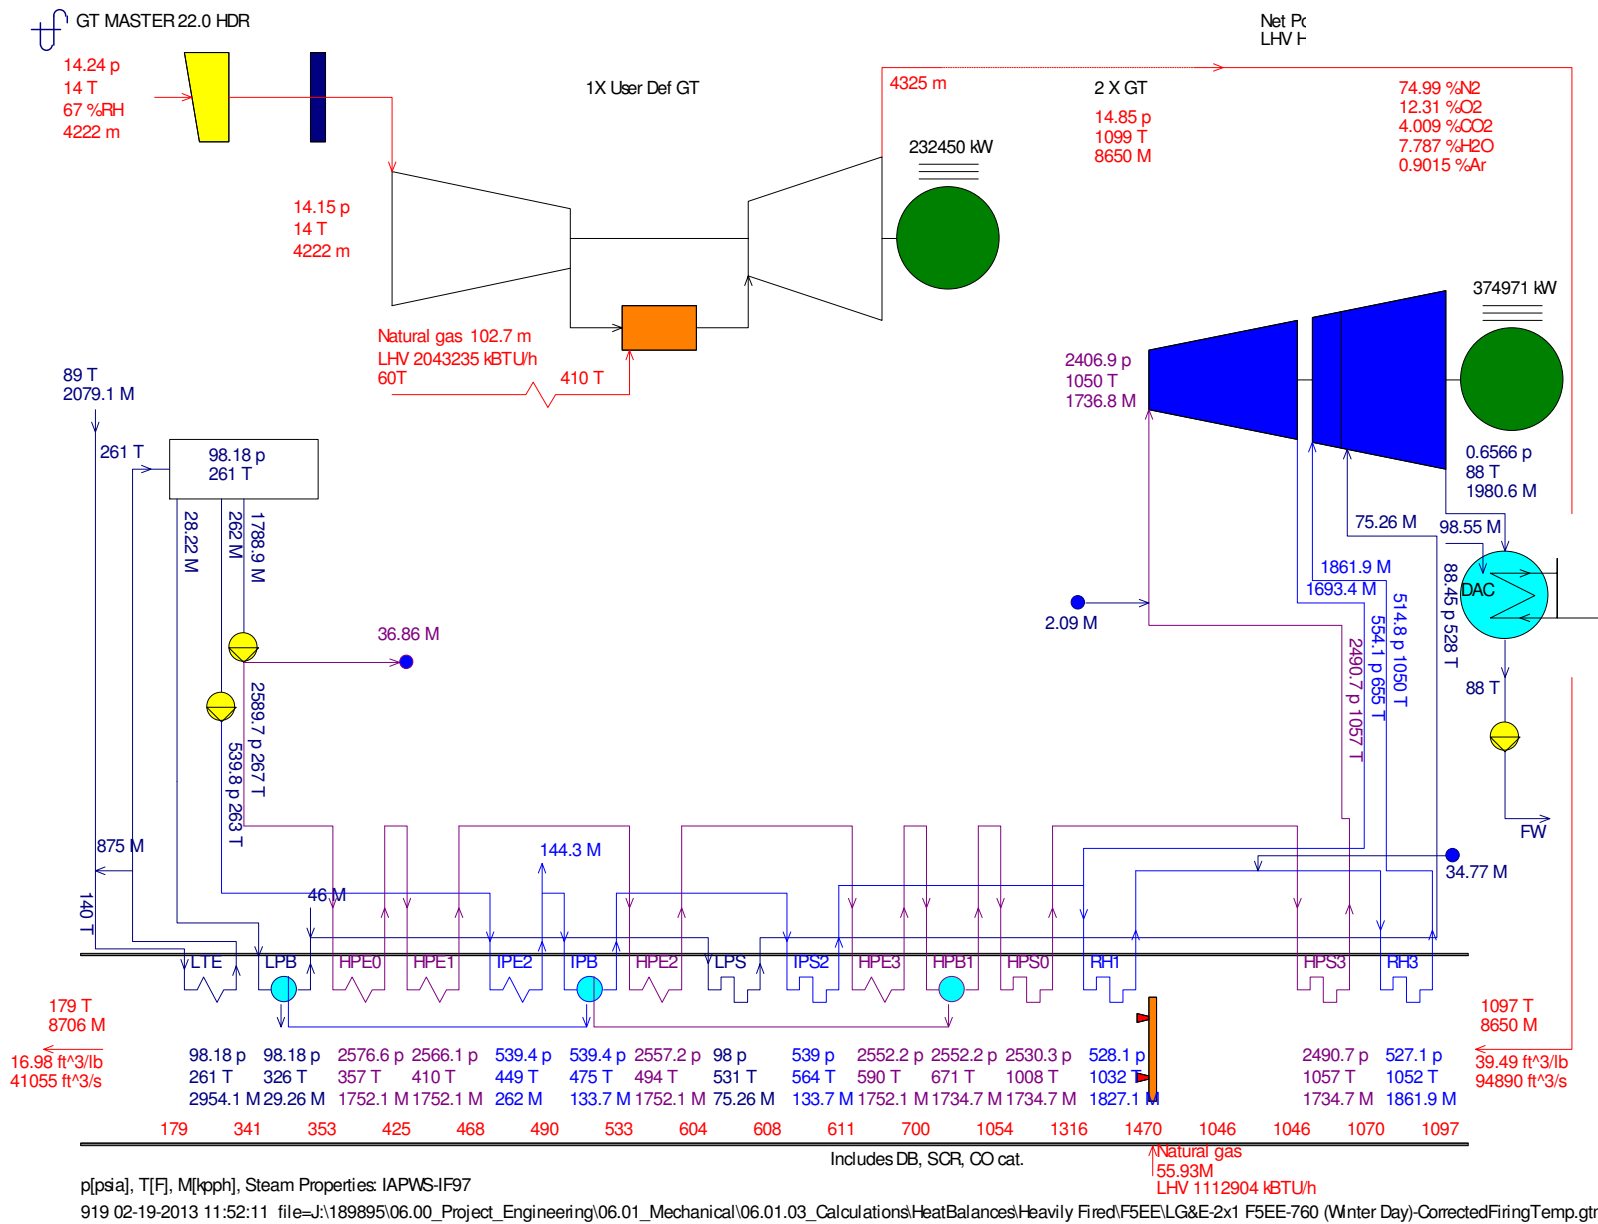 GT MASTER 22.0 HDR
Net Po
LHV H
14.24 p
14 T
67 %RH
4222 m
1X User Def GT
4325 m
2 X GT
14.85 p
1099 T
8650 M
74.99 %N2
12.31 %O2
4.009 %CO2
7.787 %H2O
0.9015 %Ar
232450 kW
14.15 p
14 T
4222 m
374971 kW
Natural gas 102.7 m
LHV 2043235 kBTU/h
60T
410 T
2406.9 p
1050 T
1736.8 M
89 T
2079.1 M
261 T
98.18 p
261 T
0.6566 p
88 T
1980.6 M
28.22 M
262 M
1788.9 M
75.26 M
98.55 M
1861.9 M
1693.4 M
DAC
2.09 M
36.86 M
88.45 p 528 T
514.8 p 1050 T
554.1 p 655 T
2490.7 p 1057 T
88 T
2589.7 p 267 T
539.8 p 263 T
FW
875 M
144.3 M
34.77 M
140 T
46 M
LTE
LPB
HPE0
HPE1
IPE2
IPB
HPE2
LPS
IPS2
HPE3
HPB1
HPS0
RH1
HPS3
RH3
179 T
8706 M
16.98 ft^3/lb
41055 ft^3/s
1097 T
8650 M
39.49 ft^3/lb
94890 ft^3/s
98.18 p 98.18 p 2576.6 p 2566.1 p 539.4 p 539.4 p 2557.2 p 98 p 539 p 2552.2 p 2552.2 p 2530.3 p 528.1 p 2490.7 p 527.1 p
261 T 326 T 357 T 410 T 449 T 475 T 494 T 531 T 564 T 590 T 671 T 1008 T 1032 T 1057 T 1052 T
2954.1 M 29.26 M 1752.1 M 1752.1 M 262 M 133.7 M 1752.1 M 75.26 M 133.7 M 1752.1 M 1734.7 M 1734.7 M 1827.1 M 1734.7 M 1861.9 M
179 341 353 425 468 490 533 604 608 611 700 1054 1316 1470 1046 1046 1070 1097
Includes DB, SCR, CO cat.
Natural gas
55.93M
LHV 1112904 kBTU/h
p[psia], T[F], M[kpph], Steam Properties: IAPWS-IF97
919 02-19-2013 11:52:11 file=J:\189895\06.00_Project_Engineering\06.01_Mechanical\06.01.03_Calculations\HeatBalances\Heavily Fired\F5EE\LG&E-2x1 F5EE-760 (Winter Day)-CorrectedFiringTemp.gtm